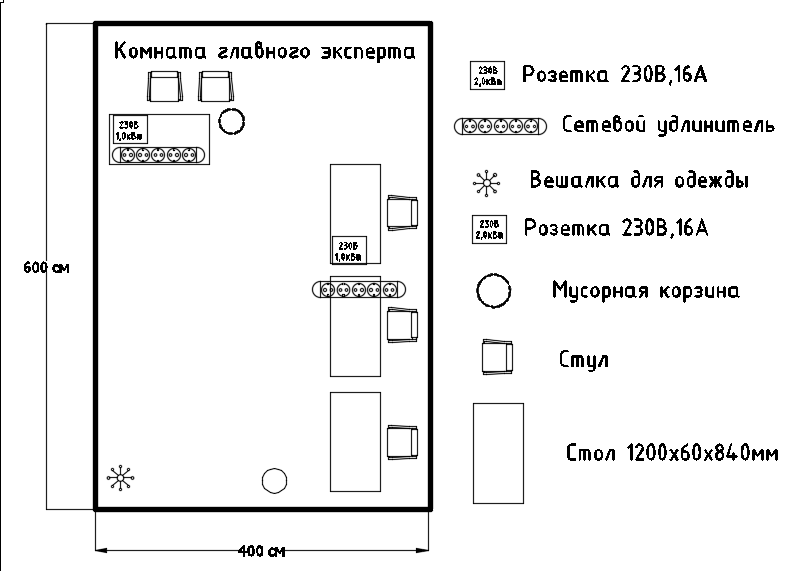 Комната главного эксперта
230В
1,0кВт
230В
1,0кВт
600 см
400 см
230В
2,0кВт
Розетка 230В,16А
Сетевой удлинитель
Вешалка для одежды
230В
2,0кВт
Розетка 230В,16А
Мусорная корзина
Стул
Стол 1200х60х840мм